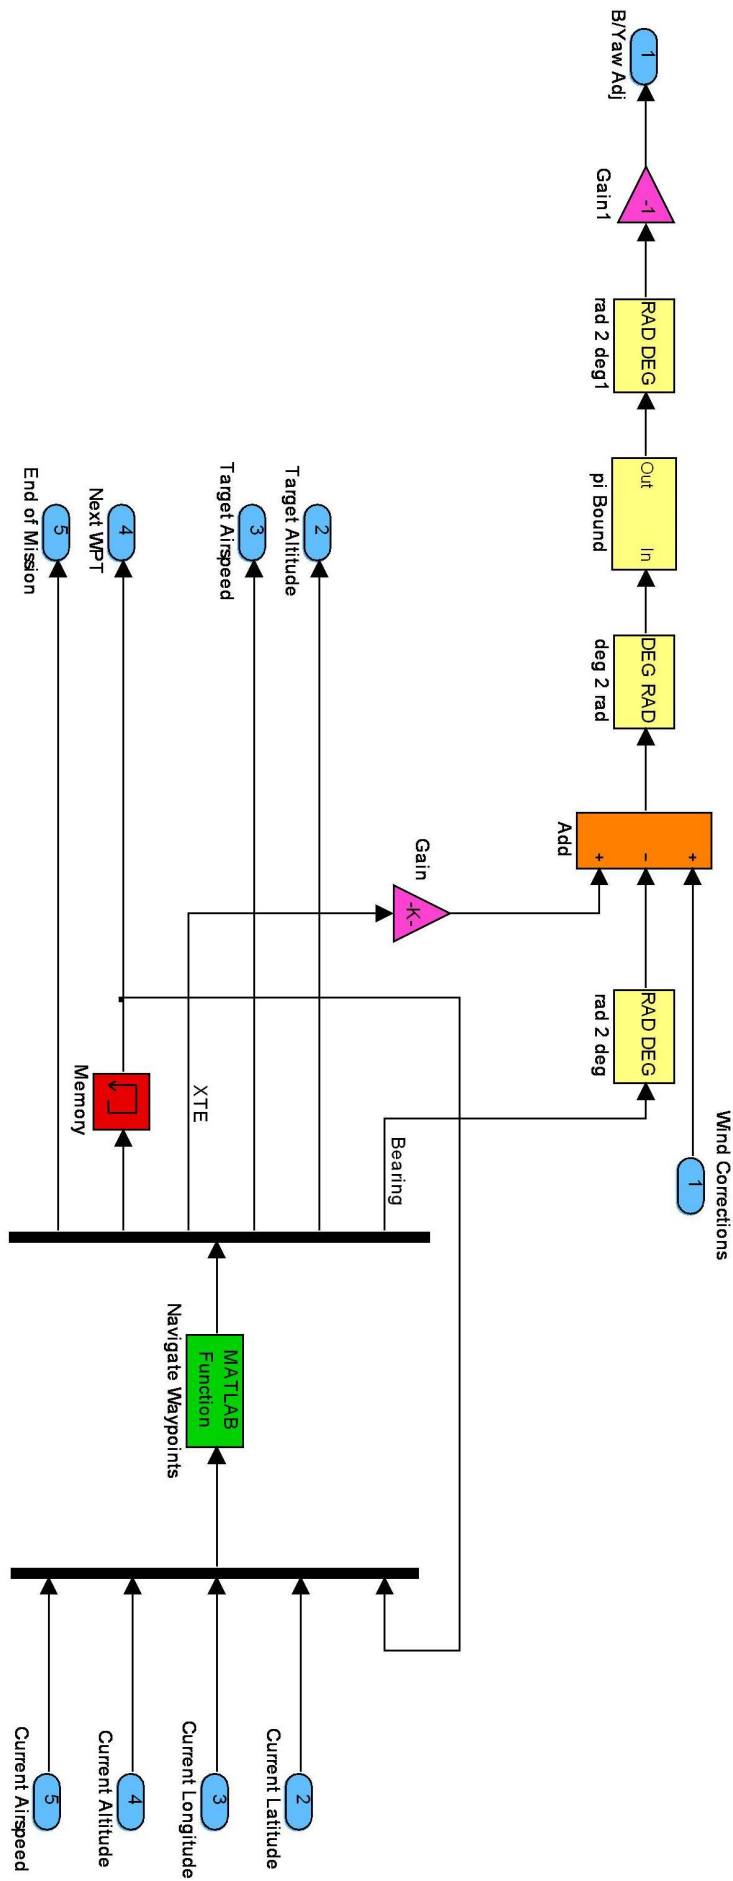 Wind Corrections
1
1
B/Yaw Adj
-1
Gain1
RAD DEG
rad 2 deg1
Out
In
pi Bound
DEG RAD
deg 2 rad
+
-
+
Add
RAD DEG
rad 2 deg
-K-
Gain
Bearing
Target Altitude
2
Target Airspeed
3
XTE
Next WPT
4
Memory
End of Mission
5
MATLAB
Function
Navigate Waypoints
2
Current Latitude
3
Current Longitude
4
Current Altitude
5
Current Airspeed